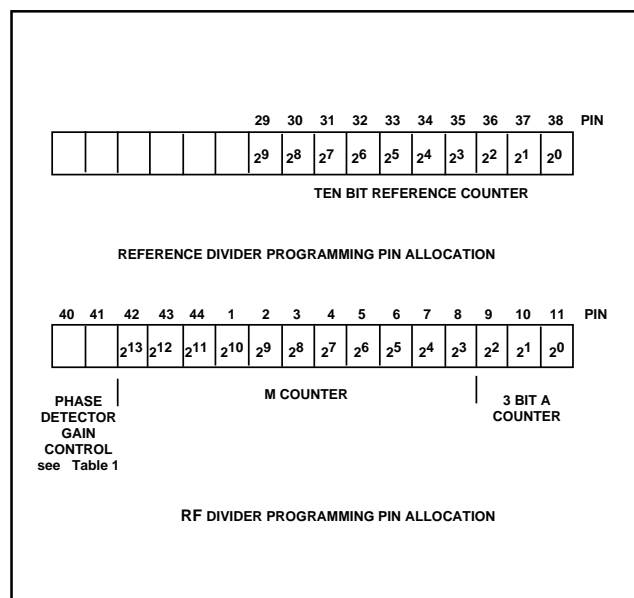 29 30 31 32 33 34 35 36 37 38 PIN
2⁹ 2⁸ 2⁷ 2⁶ 2⁵ 2⁴ 2³ 2² 2¹ 2⁰
TEN BIT REFERENCE COUNTER
REFERENCE DIVIDER PROGRAMMING PIN ALLOCATION
40 41 42 43 44 1 2 3 4 5 6 7 8 9 10 11 PIN
2¹³ 2¹² 2¹¹ 2¹⁰ 2⁹ 2⁸ 2⁷ 2⁶ 2⁵ 2⁴ 2³ 2² 2¹ 2⁰
PHASE
DETECTOR
GAIN
CONTROL
see Table 1
M COUNTER
3 BIT A
COUNTER
RF DIVIDER PROGRAMMING PIN ALLOCATION